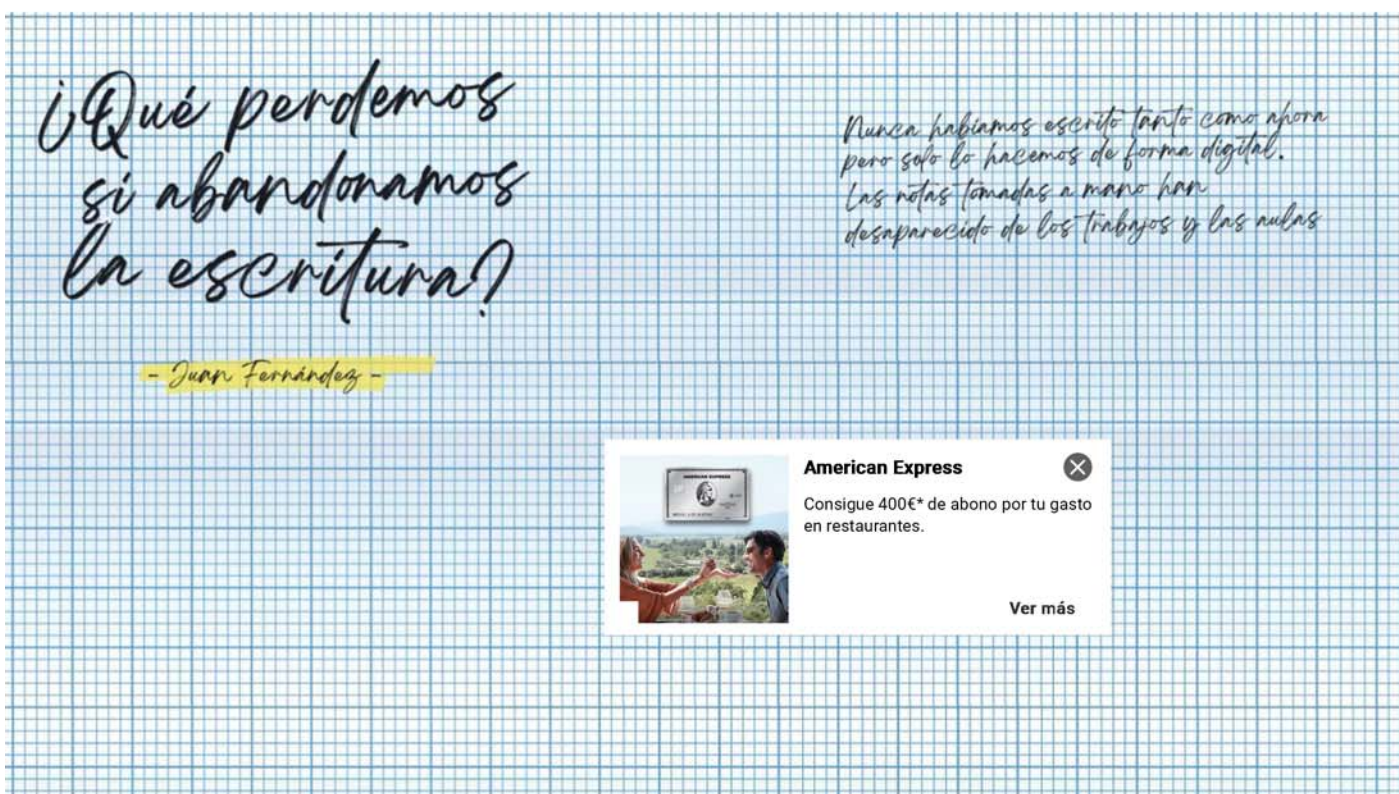 ¿Qué perdemos
si abandonamos
la escritura?
- Juan Fernández -
Nunca habíamos escrito tanto como ahora
pero solo lo hacemos de forma digital.
Las notas tomadas a mano han
desaparecido de los trabajos y las aulas
American Express
Consigue 400€* de abono por tu gasto
en restaurantes.
Ver más
AMERICAN EXPRESS